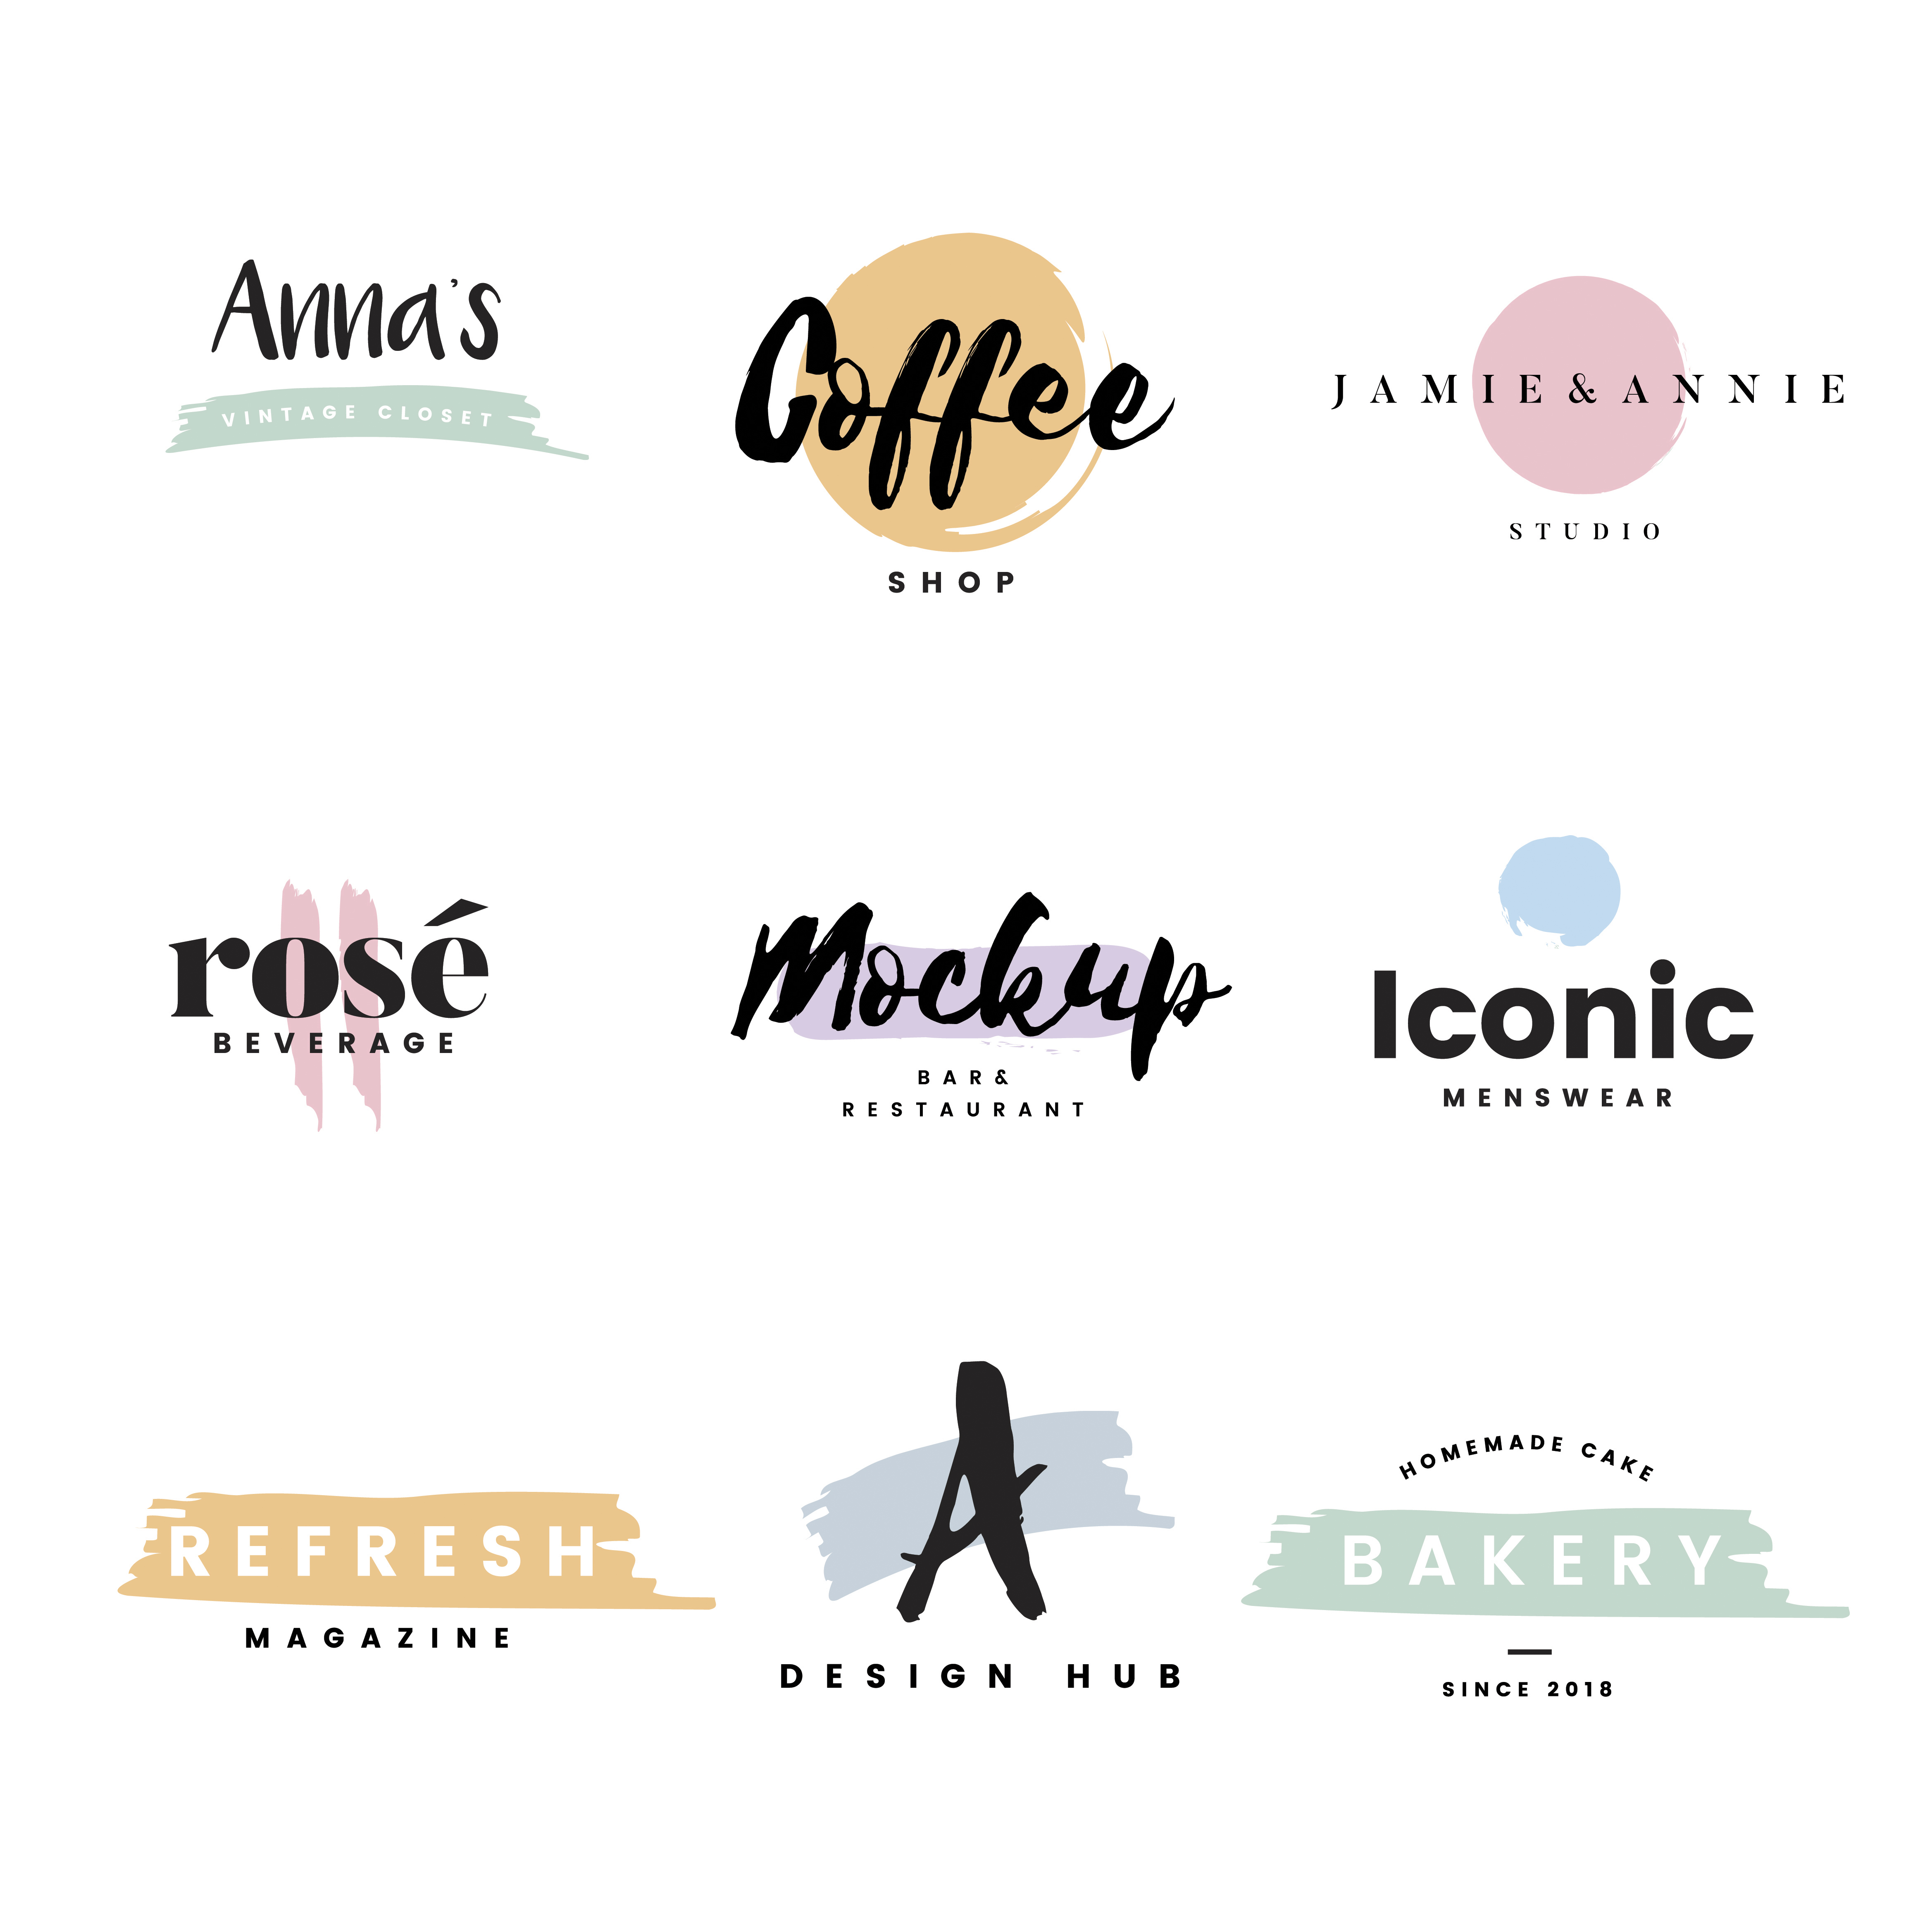 Anna's
VINTAGE CLOSET
Coffee
SHOP
JAMIE & ANNIE
STUDIO
rosé
BEVERAGE
Mockup
BAR &
RESTAURANT
Iconic
MENSWEAR
REFRESH
MAGAZINE
A
DESIGN HUB
HOMEMADE CAKE
BAKERY
SINCE 2018